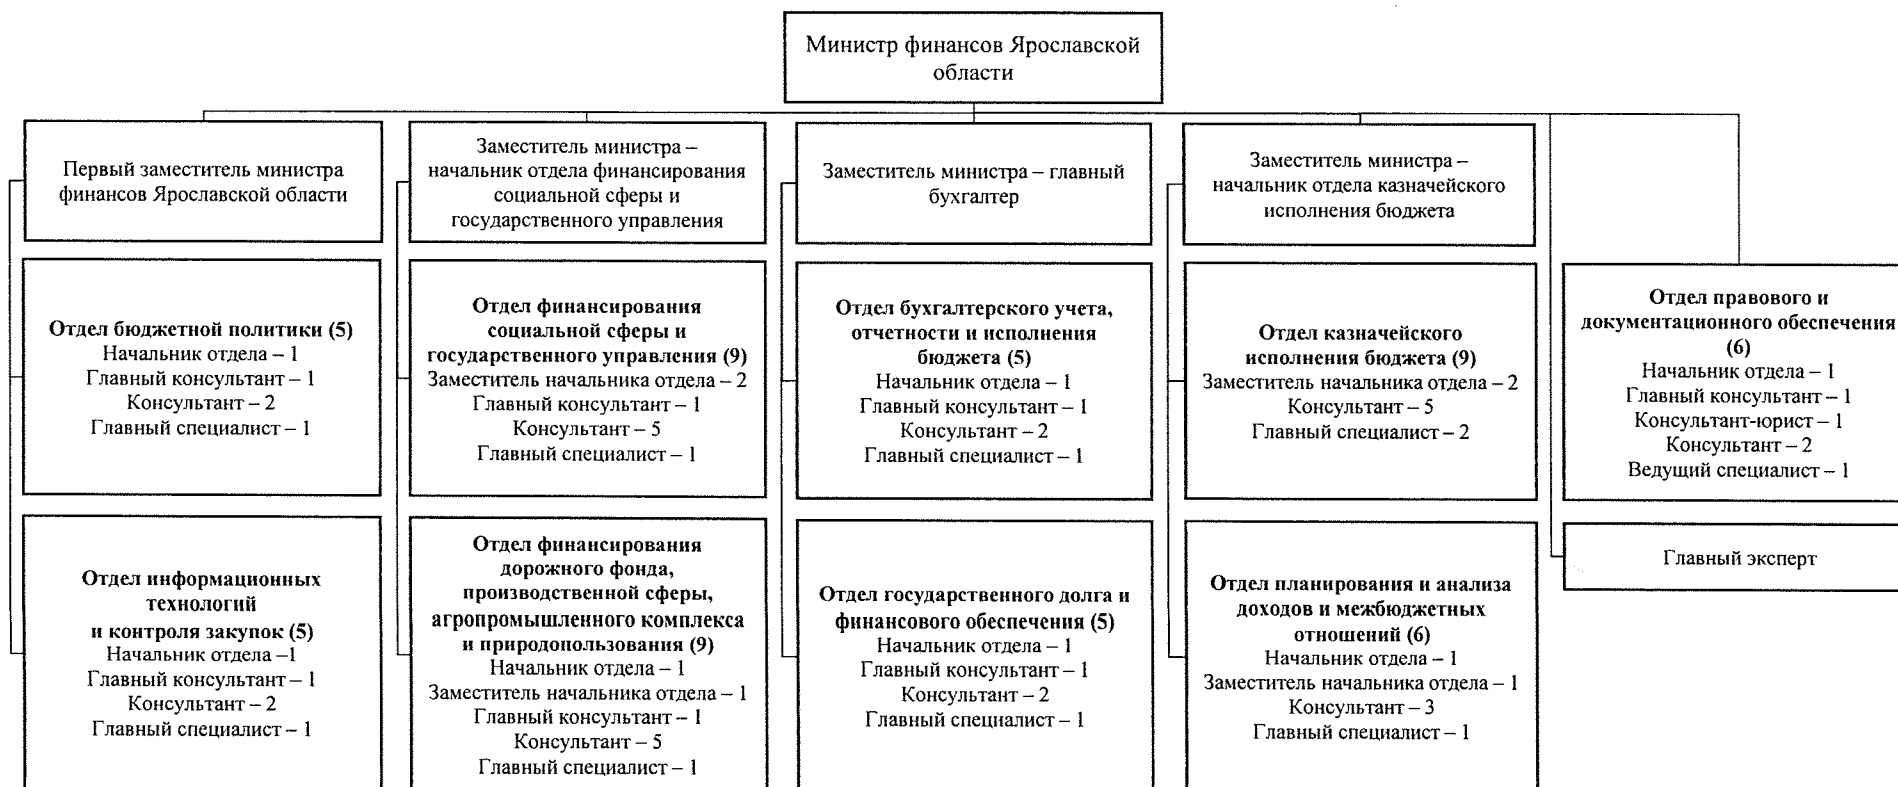 Министр финансов Ярославской
области
Первый заместитель министра
финансов Ярославской области
Заместитель министра –
начальник отдела финансирования
социальной сферы и
государственного управления
Заместитель министра – главный
бухгалтер
Заместитель министра –
начальник отдела казначейского
исполнения бюджета
Отдел бюджетной политики (5)
Начальник отдела – 1
Главный консультант – 1
Консультант – 2
Главный специалист – 1
Отдел финансирования
социальной сферы и
государственного управления (9)
Заместитель начальника отдела – 2
Главный консультант – 1
Консультант – 5
Главный специалист – 1
Отдел бухгалтерского учета,
отчетности и исполнения
бюджета (5)
Начальник отдела – 1
Главный консультант – 1
Консультант – 2
Главный специалист – 1
Отдел казначейского
исполнения бюджета (9)
Заместитель начальника отдела – 2
Консультант – 5
Главный специалист – 2
Отдел правового и
документационного обеспечения
(6)
Начальник отдела – 1
Главный консультант – 1
Консультант-юрист – 1
Консультант – 2
Ведущий специалист – 1
Отдел информационных
технологий
и контроля закупок (5)
Начальник отдела –1
Главный консультант – 1
Консультант – 2
Главный специалист – 1
Отдел финансирования
дорожного фонда,
производственной сферы,
агропромышленного комплекса
и природопользования (9)
Начальник отдела – 1
Заместитель начальника отдела – 1
Главный консультант – 1
Консультант – 5
Главный специалист – 1
Отдел государственного долга и
финансового обеспечения (5)
Начальник отдела – 1
Главный консультант – 1
Консультант – 2
Главный специалист – 1
Отдел планирования и анализа
доходов и межбюджетных
отношений (6)
Начальник отдела – 1
Заместитель начальника отдела – 1
Консультант – 3
Главный специалист – 1
Главный эксперт